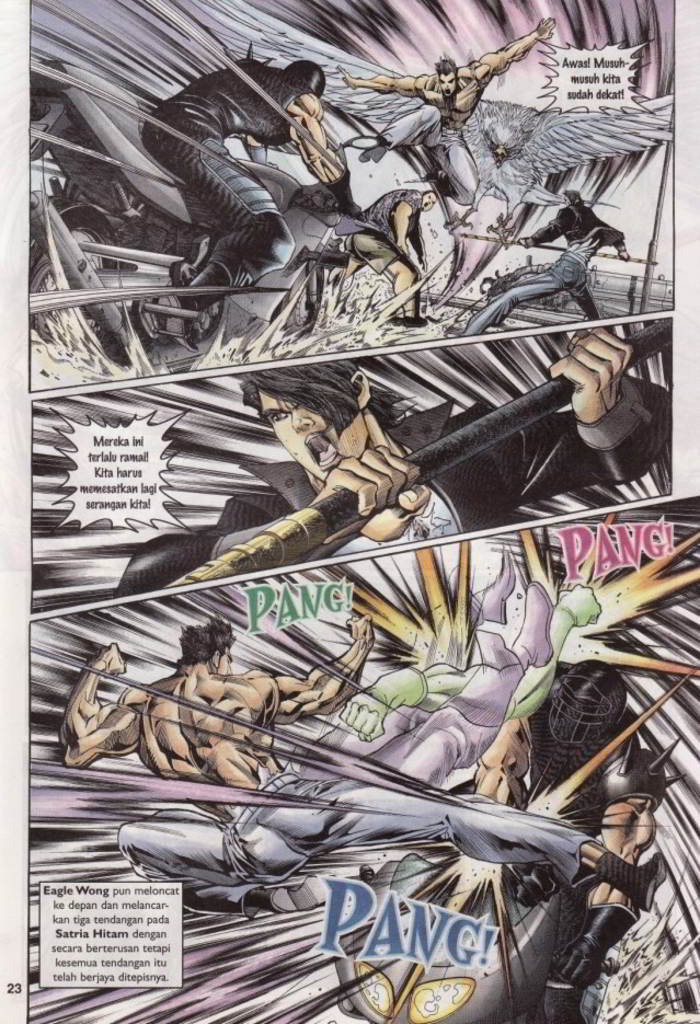 Awas! Musuh-
musuh kita
sudah dekat!
Mereka ini
terlalu ramai!
Kita harus
memesatkan lagi
serangan kita!
PANG!
PANG!
Eagle Wong pun meloncat
ke depan dan melancar-
kan tiga tendangan pada
Satria Hitam dengan
secara berterusan tetapi
kesemua tendangan itu
telah berjaya ditepisnya.
PANG!
23